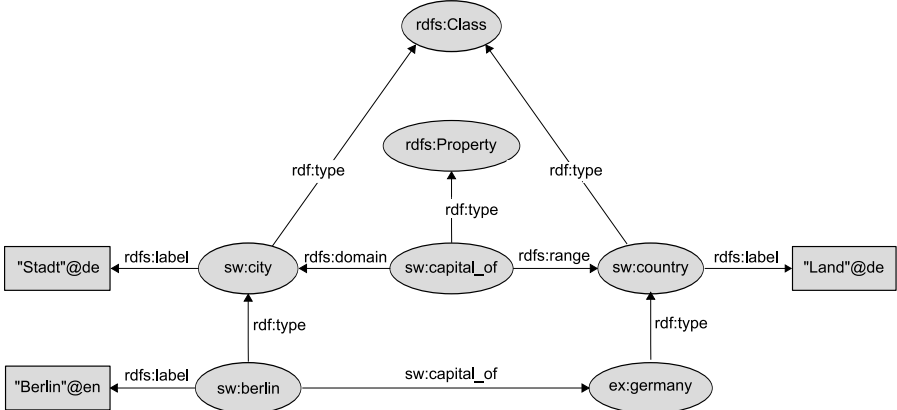 rdfs:Class
rdfs:Property
rdf:type
rdf:type
rdf:type
"Stadt"@de
rdfs:label
sw:city
rdfs:domain
sw:capital_of
rdfs:range
sw:country
rdfs:label
"Land"@de
rdf:type
rdf:type
"Berlin"@en
rdfs:label
sw:berlin
sw:capital_of
ex:germany